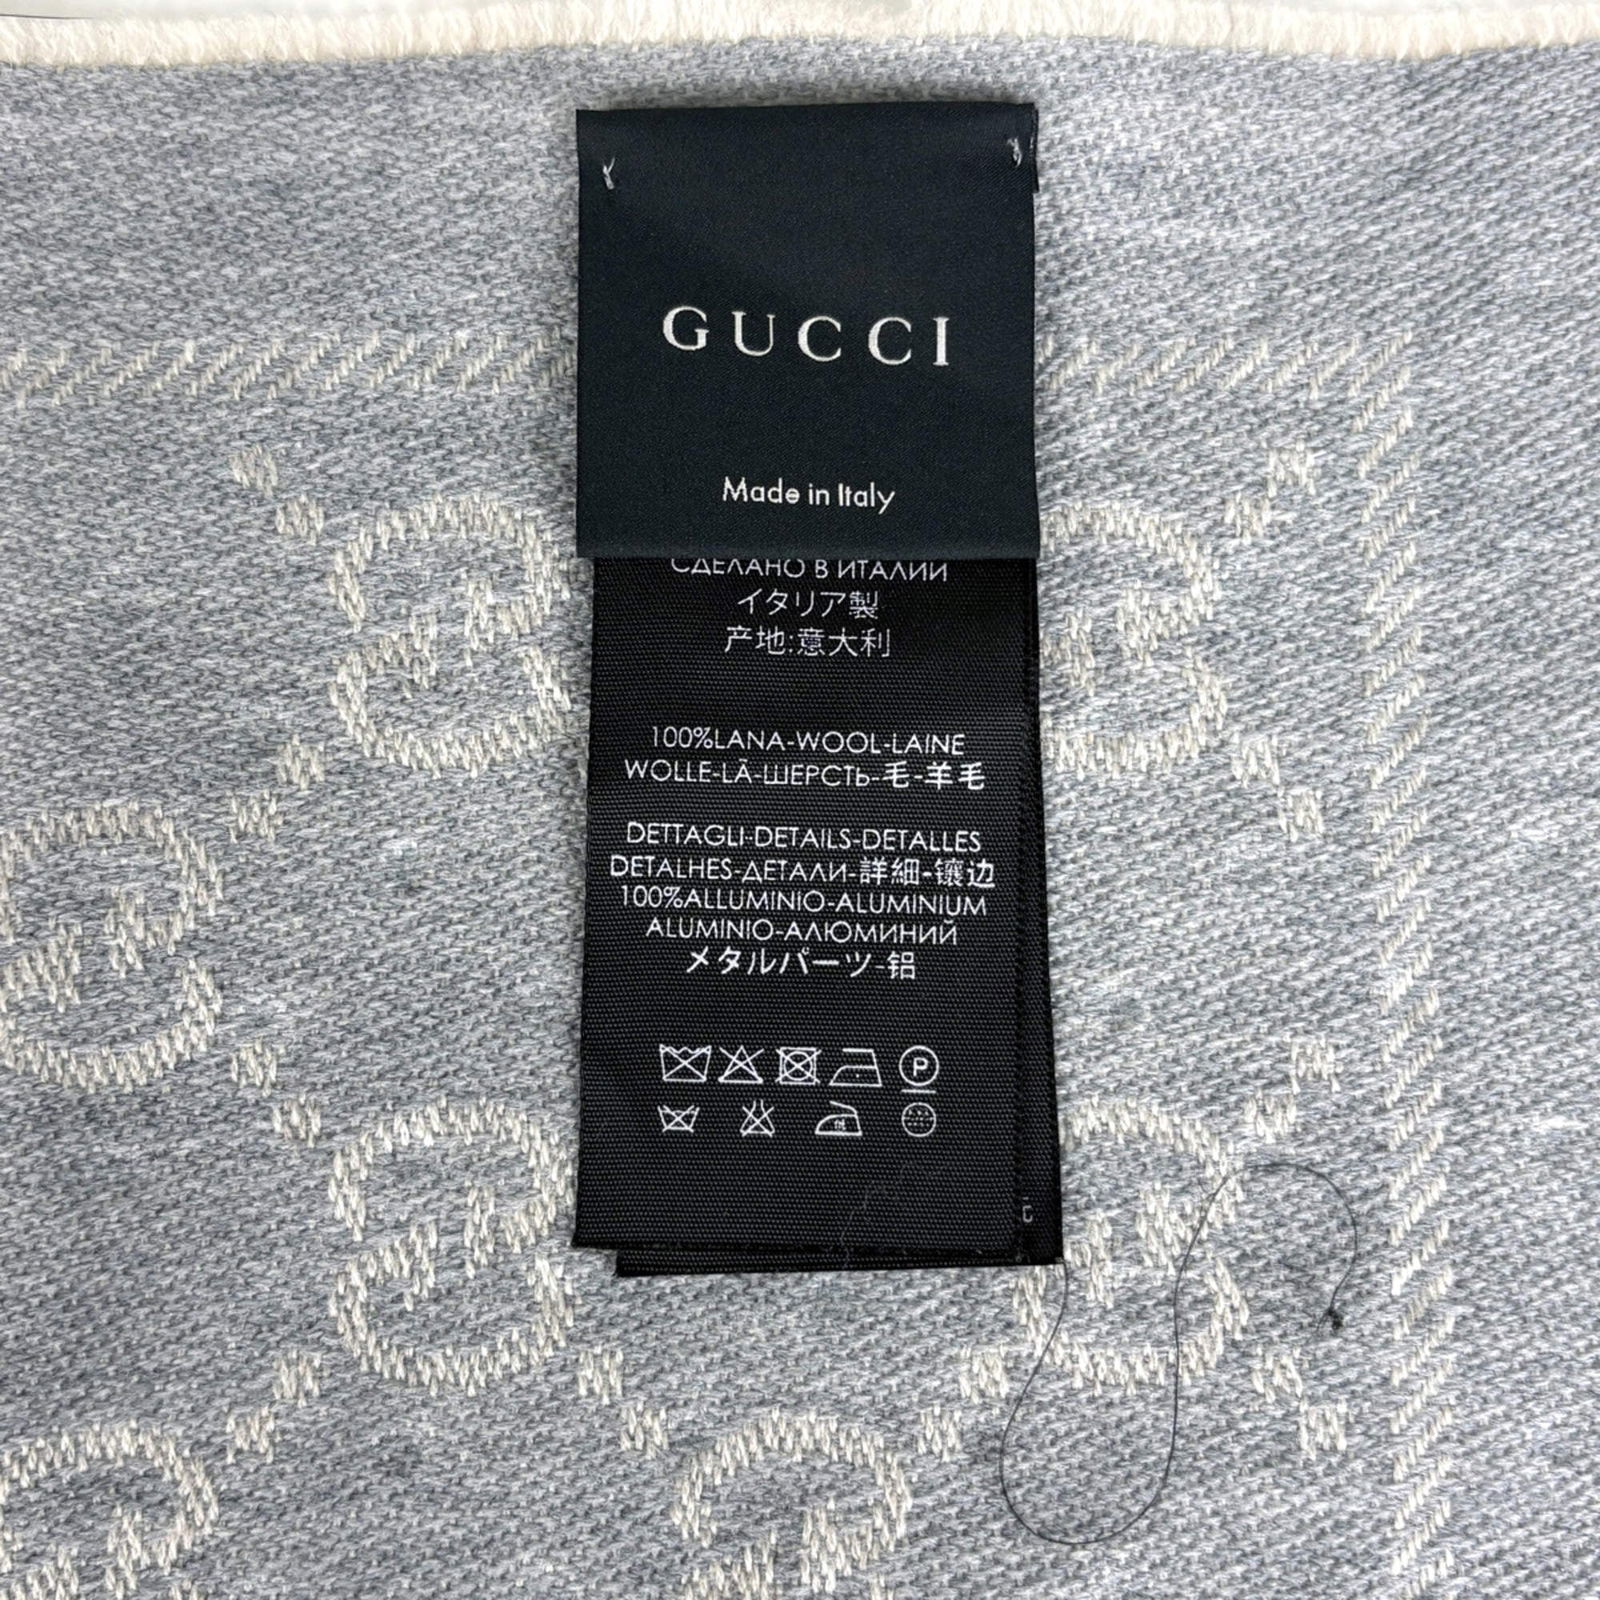 GUCCI
Made in Italy
СДЕЛАНО В ИТАЛИИ
イタリア製
产地:意大利
100%LANA-WOOL-LAINE
WOLLE-LÃ-ШЕРСТЬ-毛-羊毛
DETTAGLI-DETAILS-DETALLES
DETALHES-ДЕТАЛИ-詳細-镶边
100%ALLUMINIO-ALUMINIUM
ALUMINIO-АЛЮМИНИЙ
メタルパーツ-铝
P